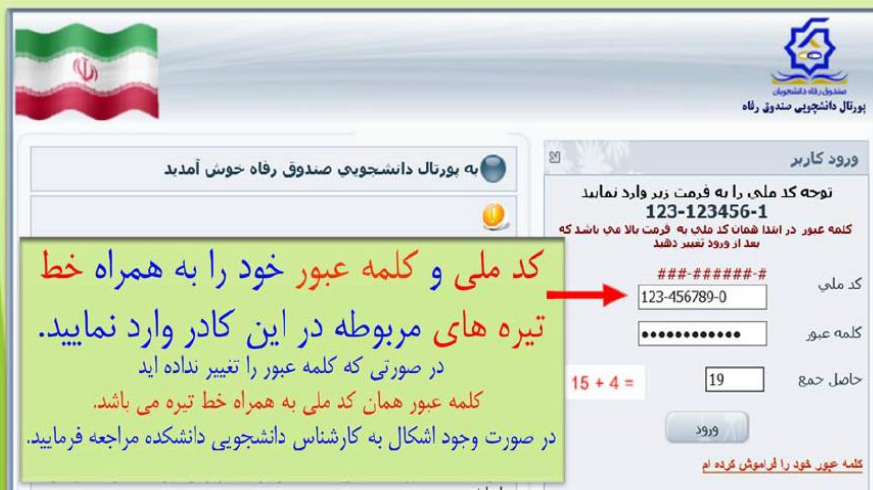 صندوق رفاه دانشجویان
پورتال دانشجویی صندوق رفاه
ورود کاربر
توجه کد ملی را به فرمت زیر وارد نمایید
123-123456-1
کلمه عبور در ابتدا همان کد ملی به فرمت بالا می باشد که
بعد از ورود تغییر دهید
###-######-#
کد ملی
123-456789-0
کلمه عبور
●●●●●●●●●●●●
حاصل جمع
19
15 + 4 =
ورود
کلمه عبور خود را فراموش کرده ام
به پورتال دانشجویي صندوق رفاه خوش آمدید
کد ملی و کلمه عبور خود را به همراه خط
تیره های مربوطه در این کادر وارد نمایید.
در صورتی که کلمه عبور را تغییر نداده اید
کلمه عبور همان کد ملی به همراه خط تیره می باشد.
در صورت وجود اشکال به کارشناس دانشجویی دانشکده مراجعه فرمایید.